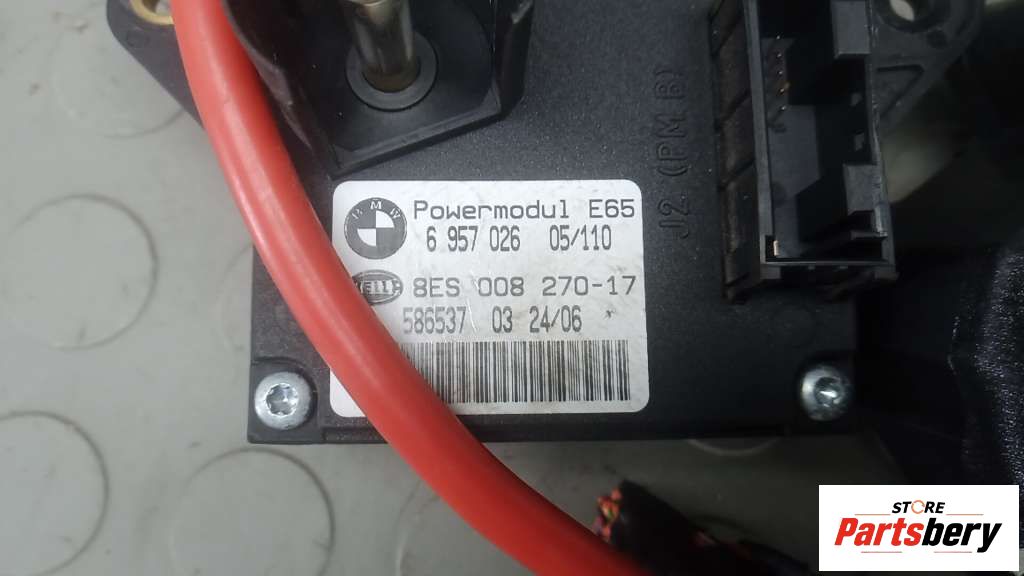 BMW
Powermodul E65
6 957 026 05/110
8ES 008 270-17
586537 03 24/06
J2 (PM B)
STORE
Partsbery